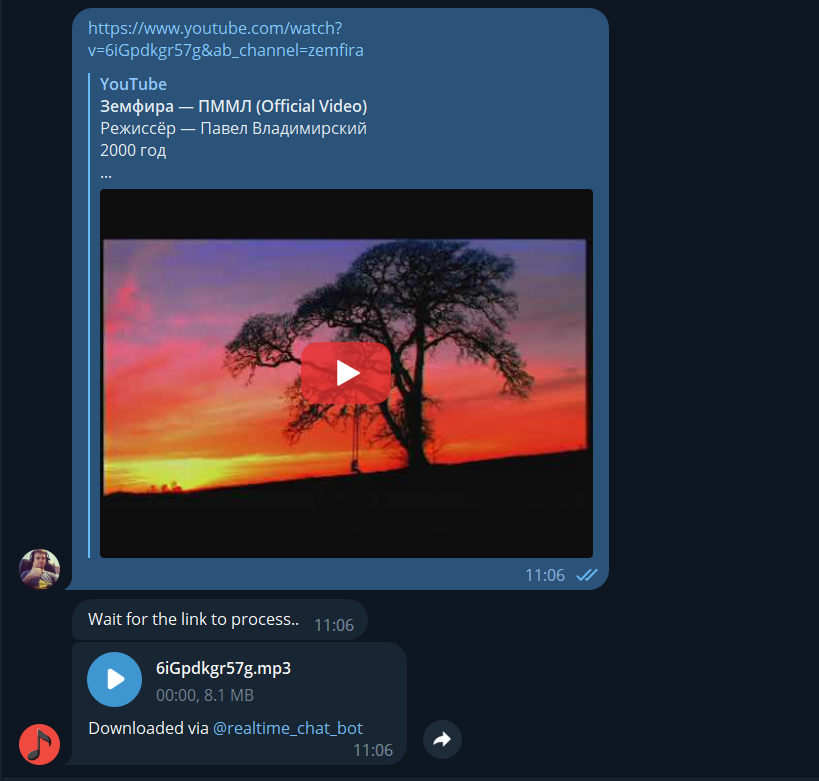 https://www.youtube.com/watch?
v=6iGpdkgr57g&ab_channel=zemfira
YouTube
Земфира — ПММЛ (Official Video)
Режиссёр — Павел Владимирский
2000 год
...
11:06
Wait for the link to process.. 11:06
6iGpdkgr57g.mp3
00:00, 8.1 MB
Downloaded via @realtime_chat_bot
11:06